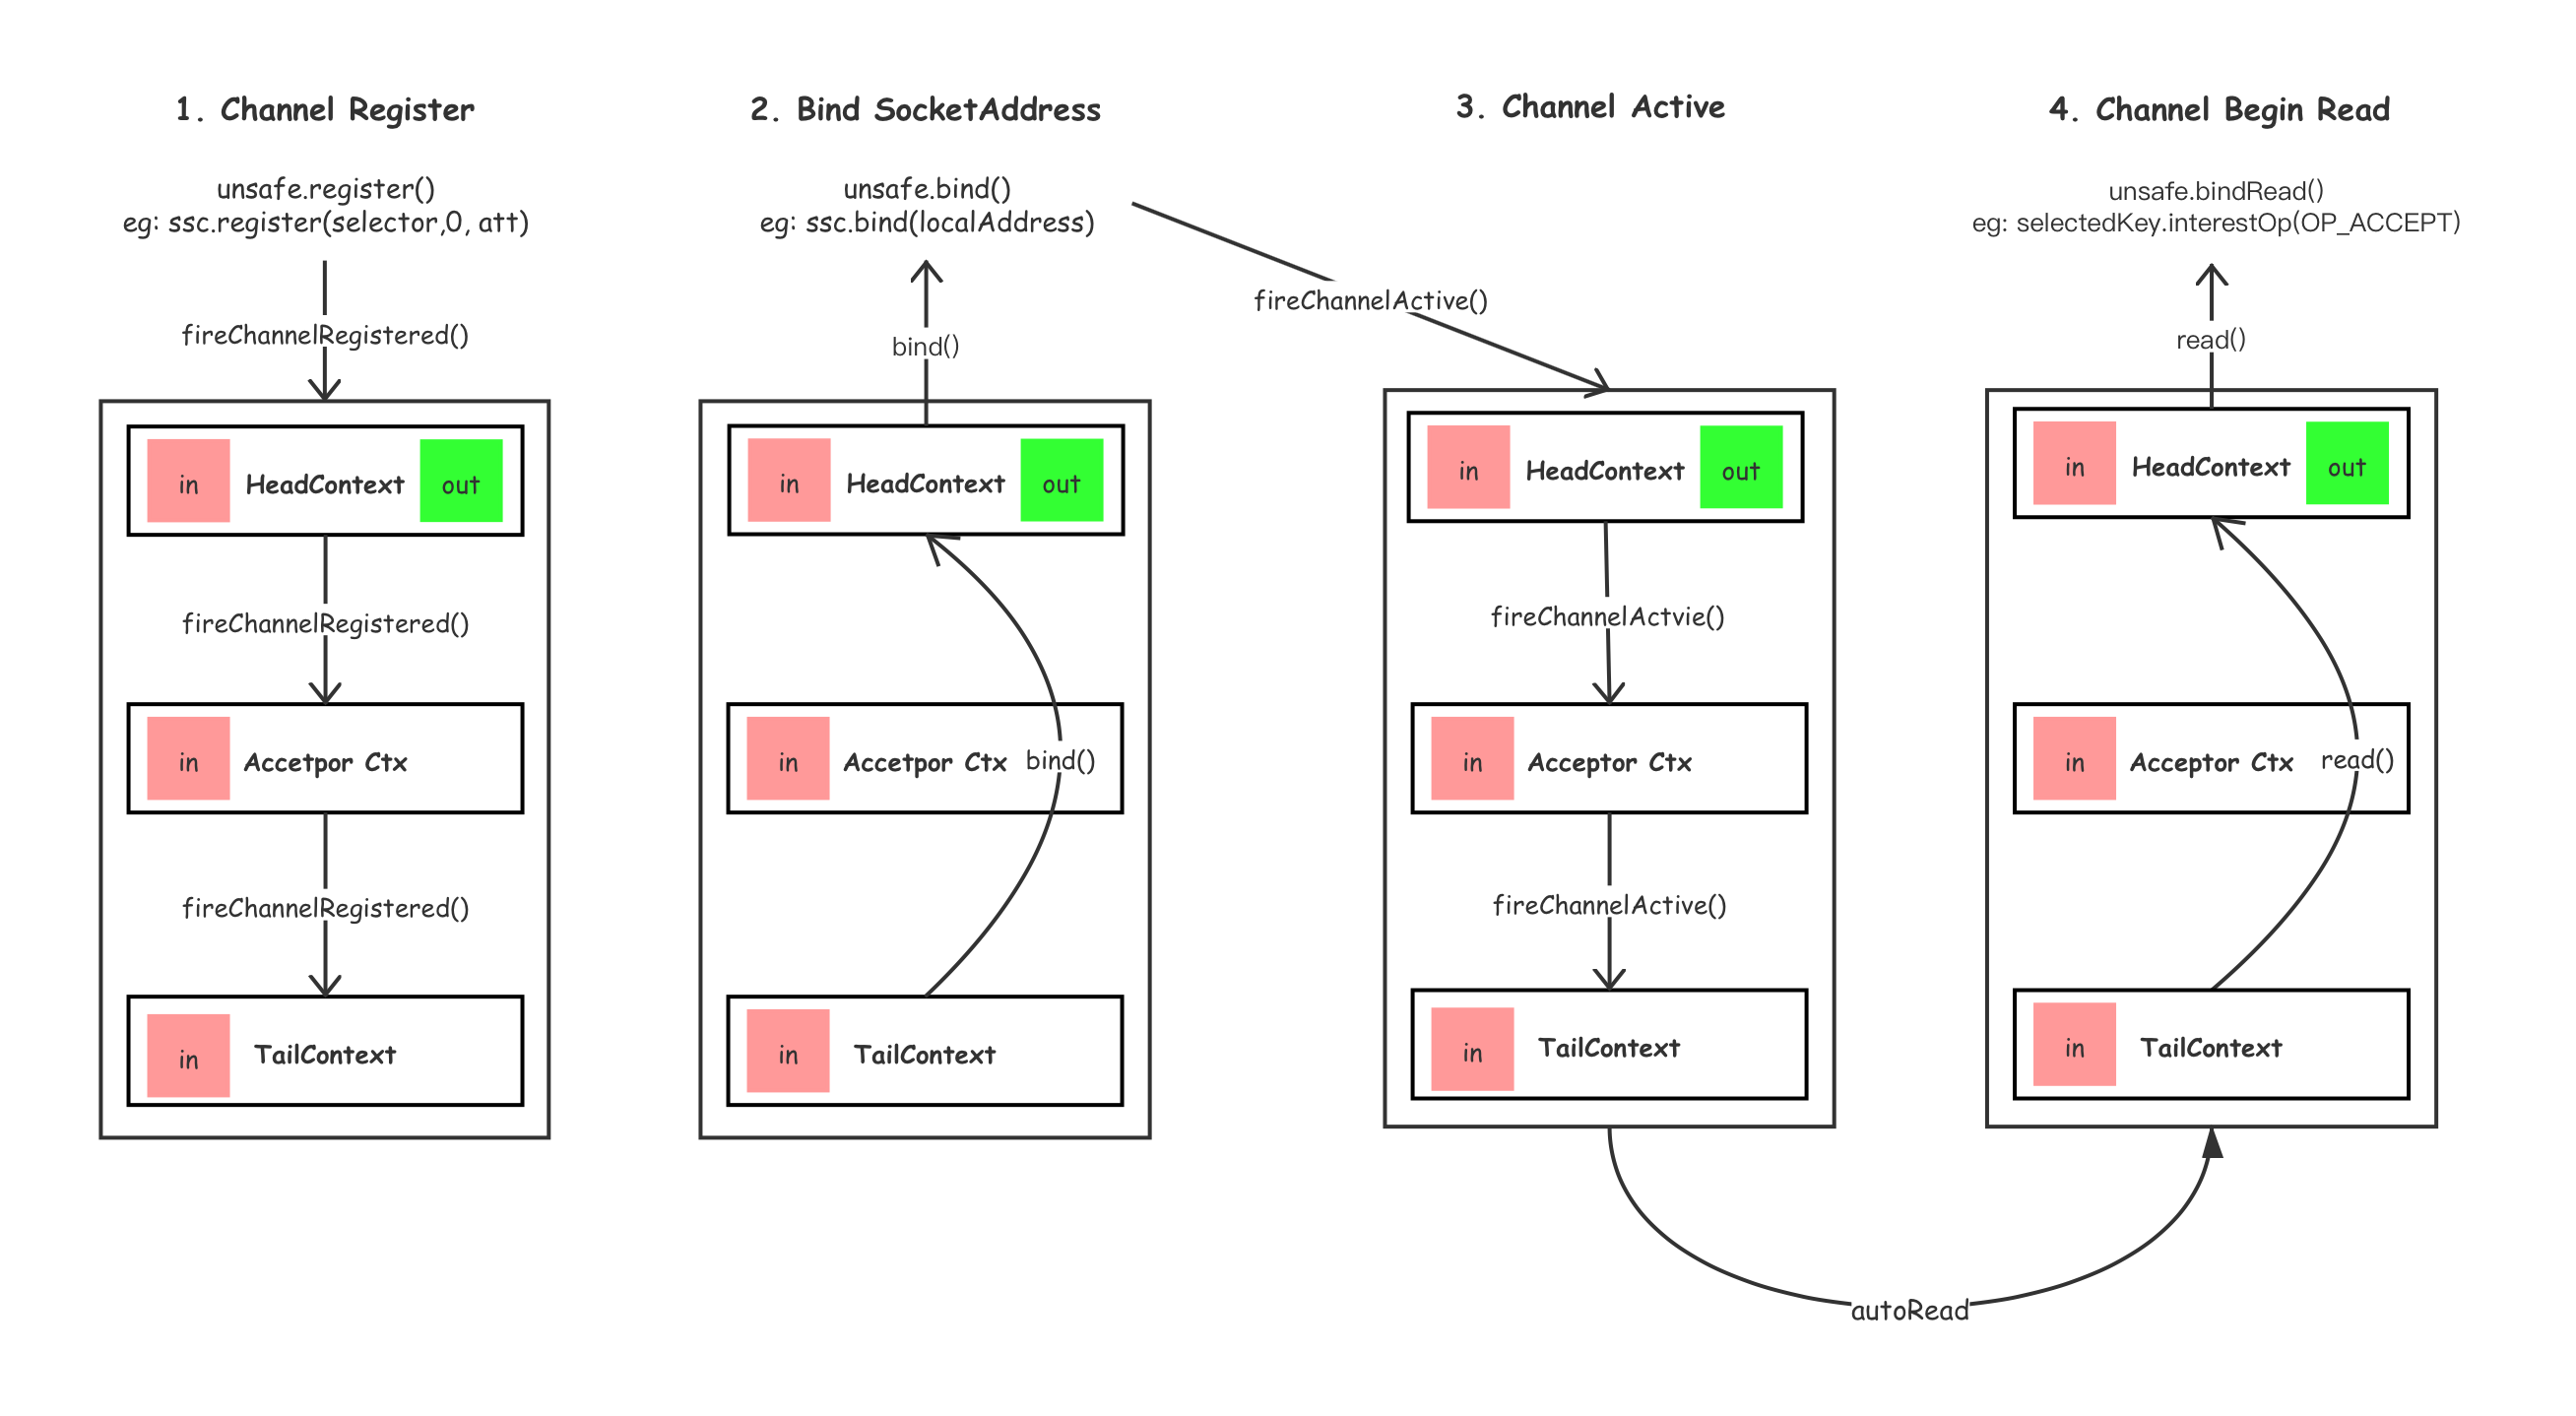 1. Channel Register
unsafe.register()
eg: ssc.register(selector,0, att)
fireChannelRegistered()
in
HeadContext
out
fireChannelRegistered()
in
Accetpor Ctx
fireChannelRegistered()
in
TailContext
2. Bind SocketAddress
unsafe.bind()
eg: ssc.bind(localAddress)
bind()
in
HeadContext
out
in
Accetpor Ctx
bind()
in
TailContext
3. Channel Active
fireChannelActive()
in
HeadContext
out
fireChannelActvie()
in
Acceptor Ctx
fireChannelActive()
in
TailContext
autoRead
4. Channel Begin Read
unsafe.bindRead()
eg: selectedKey.interestOp(OP_ACCEPT)
read()
in
HeadContext
out
in
Acceptor Ctx
read()
in
TailContext